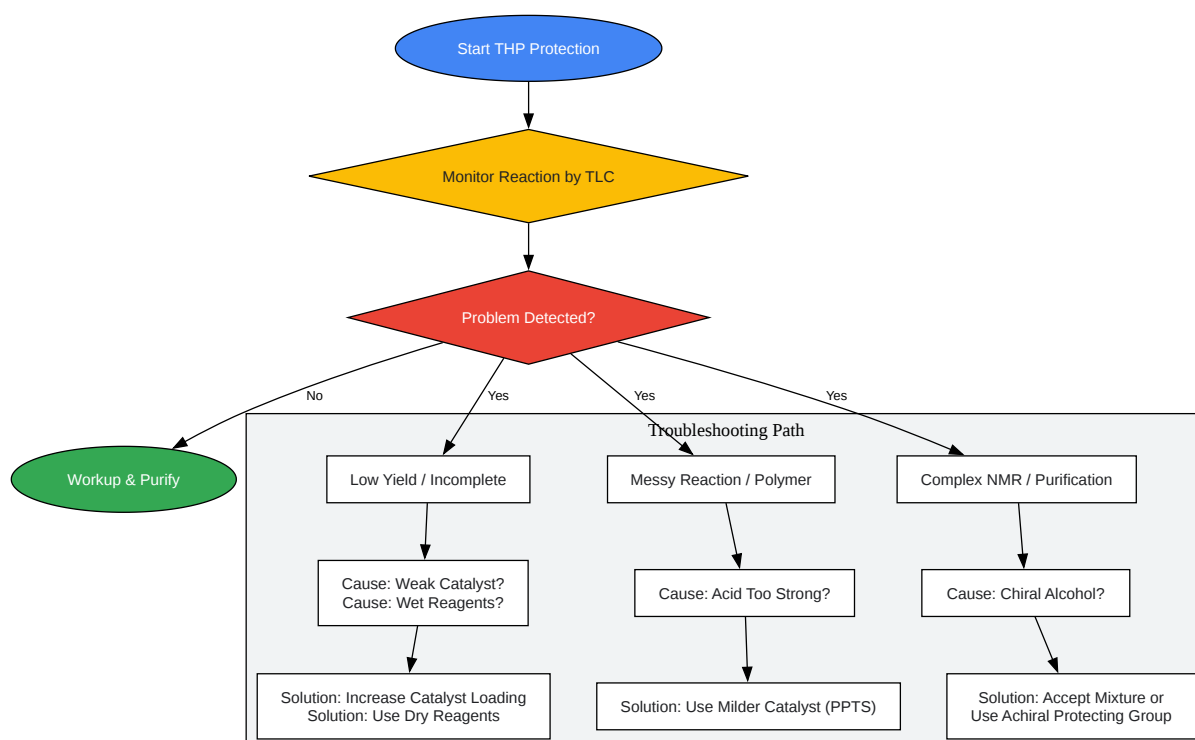 Start THP Protection
Monitor Reaction by TLC
Problem Detected?
No
Yes
Yes
Yes
Troubleshooting Path
Workup & Purify
Low Yield / Incomplete
Messy Reaction / Polymer
Complex NMR / Purification
Cause: Weak Catalyst?
Cause: Wet Reagents?
Cause: Acid Too Strong?
Cause: Chiral Alcohol?
Solution: Increase Catalyst Loading
Solution: Use Dry Reagents
Solution: Use Milder Catalyst (PPTS)
Solution: Accept Mixture or
Use Achiral Protecting Group